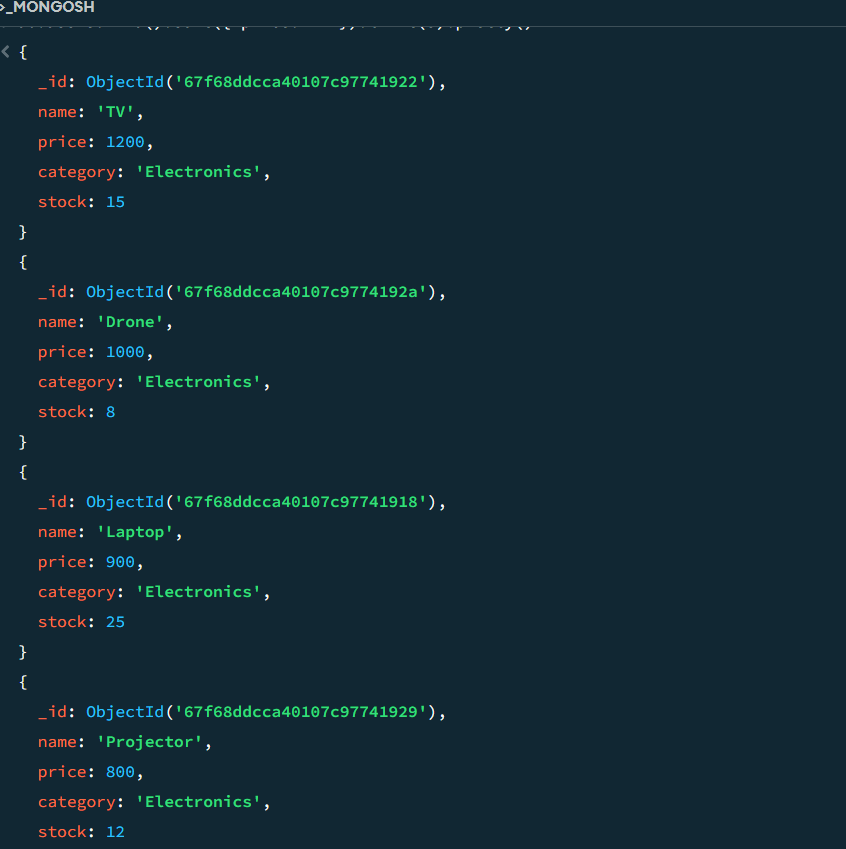 >_MONGOSH
{
_id: ObjectId('67f68ddcca40107c97741922'),
name: 'TV',
price: 1200,
category: 'Electronics',
stock: 15
}
{
_id: ObjectId('67f68ddcca40107c9774192a'),
name: 'Drone',
price: 1000,
category: 'Electronics',
stock: 8
}
{
_id: ObjectId('67f68ddcca40107c97741918'),
name: 'Laptop',
price: 900,
category: 'Electronics',
stock: 25
}
{
_id: ObjectId('67f68ddcca40107c97741929'),
name: 'Projector',
price: 800,
category: 'Electronics',
stock: 12